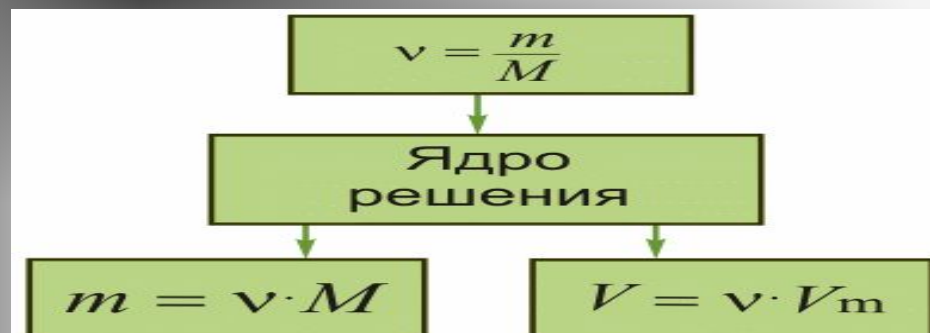 ν = m/M
Ядро
решения
m = ν · M
V = ν · Vm